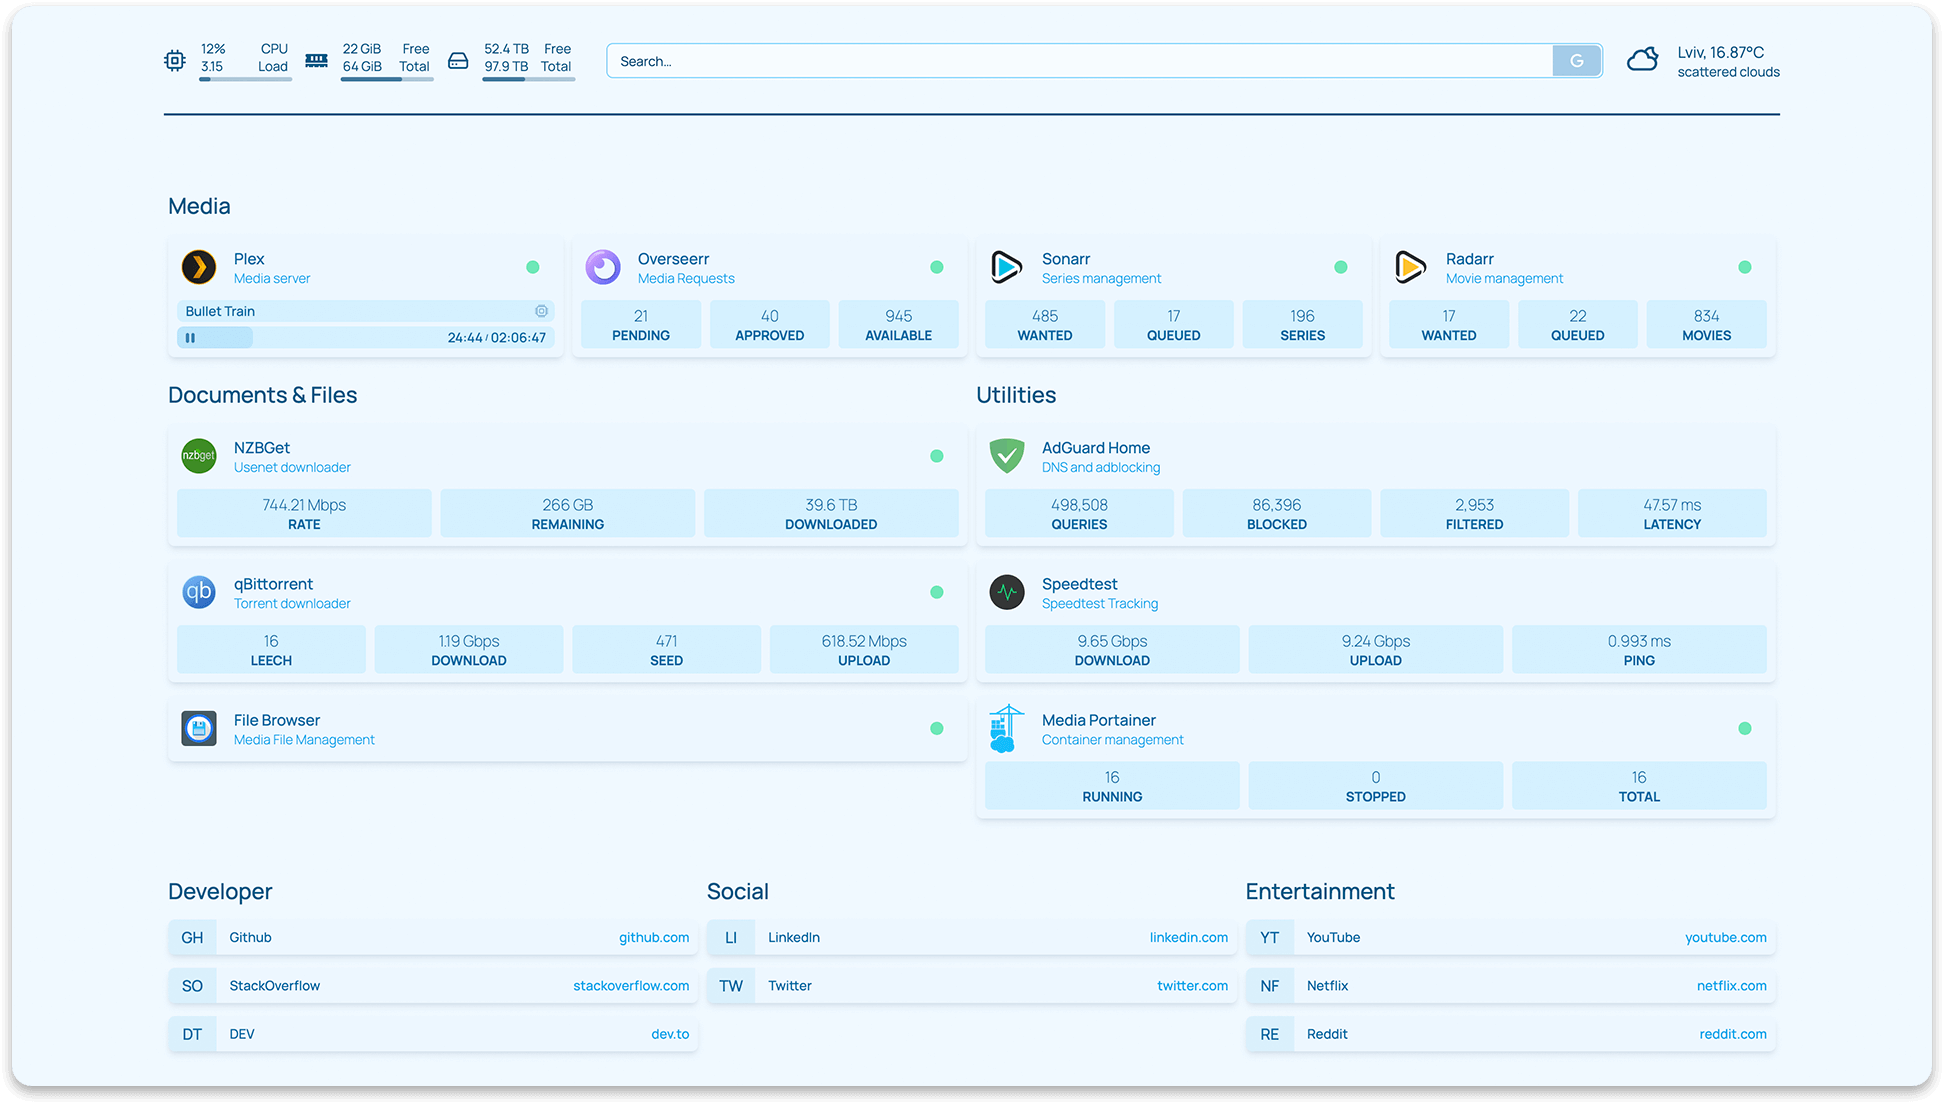 12% CPU
3.15 Load
22 GiB Free
64 GiB Total
52.4 TB Free
97.9 TB Total
Search...
G
Lviv, 16.87°C
scattered clouds
Media
Plex
Media server
Bullet Train
24:44 / 02:06:47
Overseerr
Media Requests
21 40 945
PENDING APPROVED AVAILABLE
Sonarr
Series management
485 17 196
WANTED QUEUED SERIES
Radarr
Movie management
17 22 834
WANTED QUEUED MOVIES
Documents & Files
nzbget
NZBGet
Usenet downloader
744.21 Mbps 266 GB 39.6 TB
RATE REMAINING DOWNLOADED
qb
qBittorrent
Torrent downloader
16 1.19 Gbps 471 618.52 Mbps
LEECH DOWNLOAD SEED UPLOAD
File Browser
Media File Management
Utilities
AdGuard Home
DNS and adblocking
498,508 86,396 2,953 47.57 ms
QUERIES BLOCKED FILTERED LATENCY
Speedtest
Speedtest Tracking
9.65 Gbps 9.24 Gbps 0.993 ms
DOWNLOAD UPLOAD PING
Media Portainer
Container management
16 0 16
RUNNING STOPPED TOTAL
Developer
GH Github github.com
SO StackOverflow stackoverflow.com
DT DEV dev.to
Social
LI LinkedIn linkedin.com
TW Twitter twitter.com
Entertainment
YT YouTube youtube.com
NF Netflix netflix.com
RE Reddit reddit.com